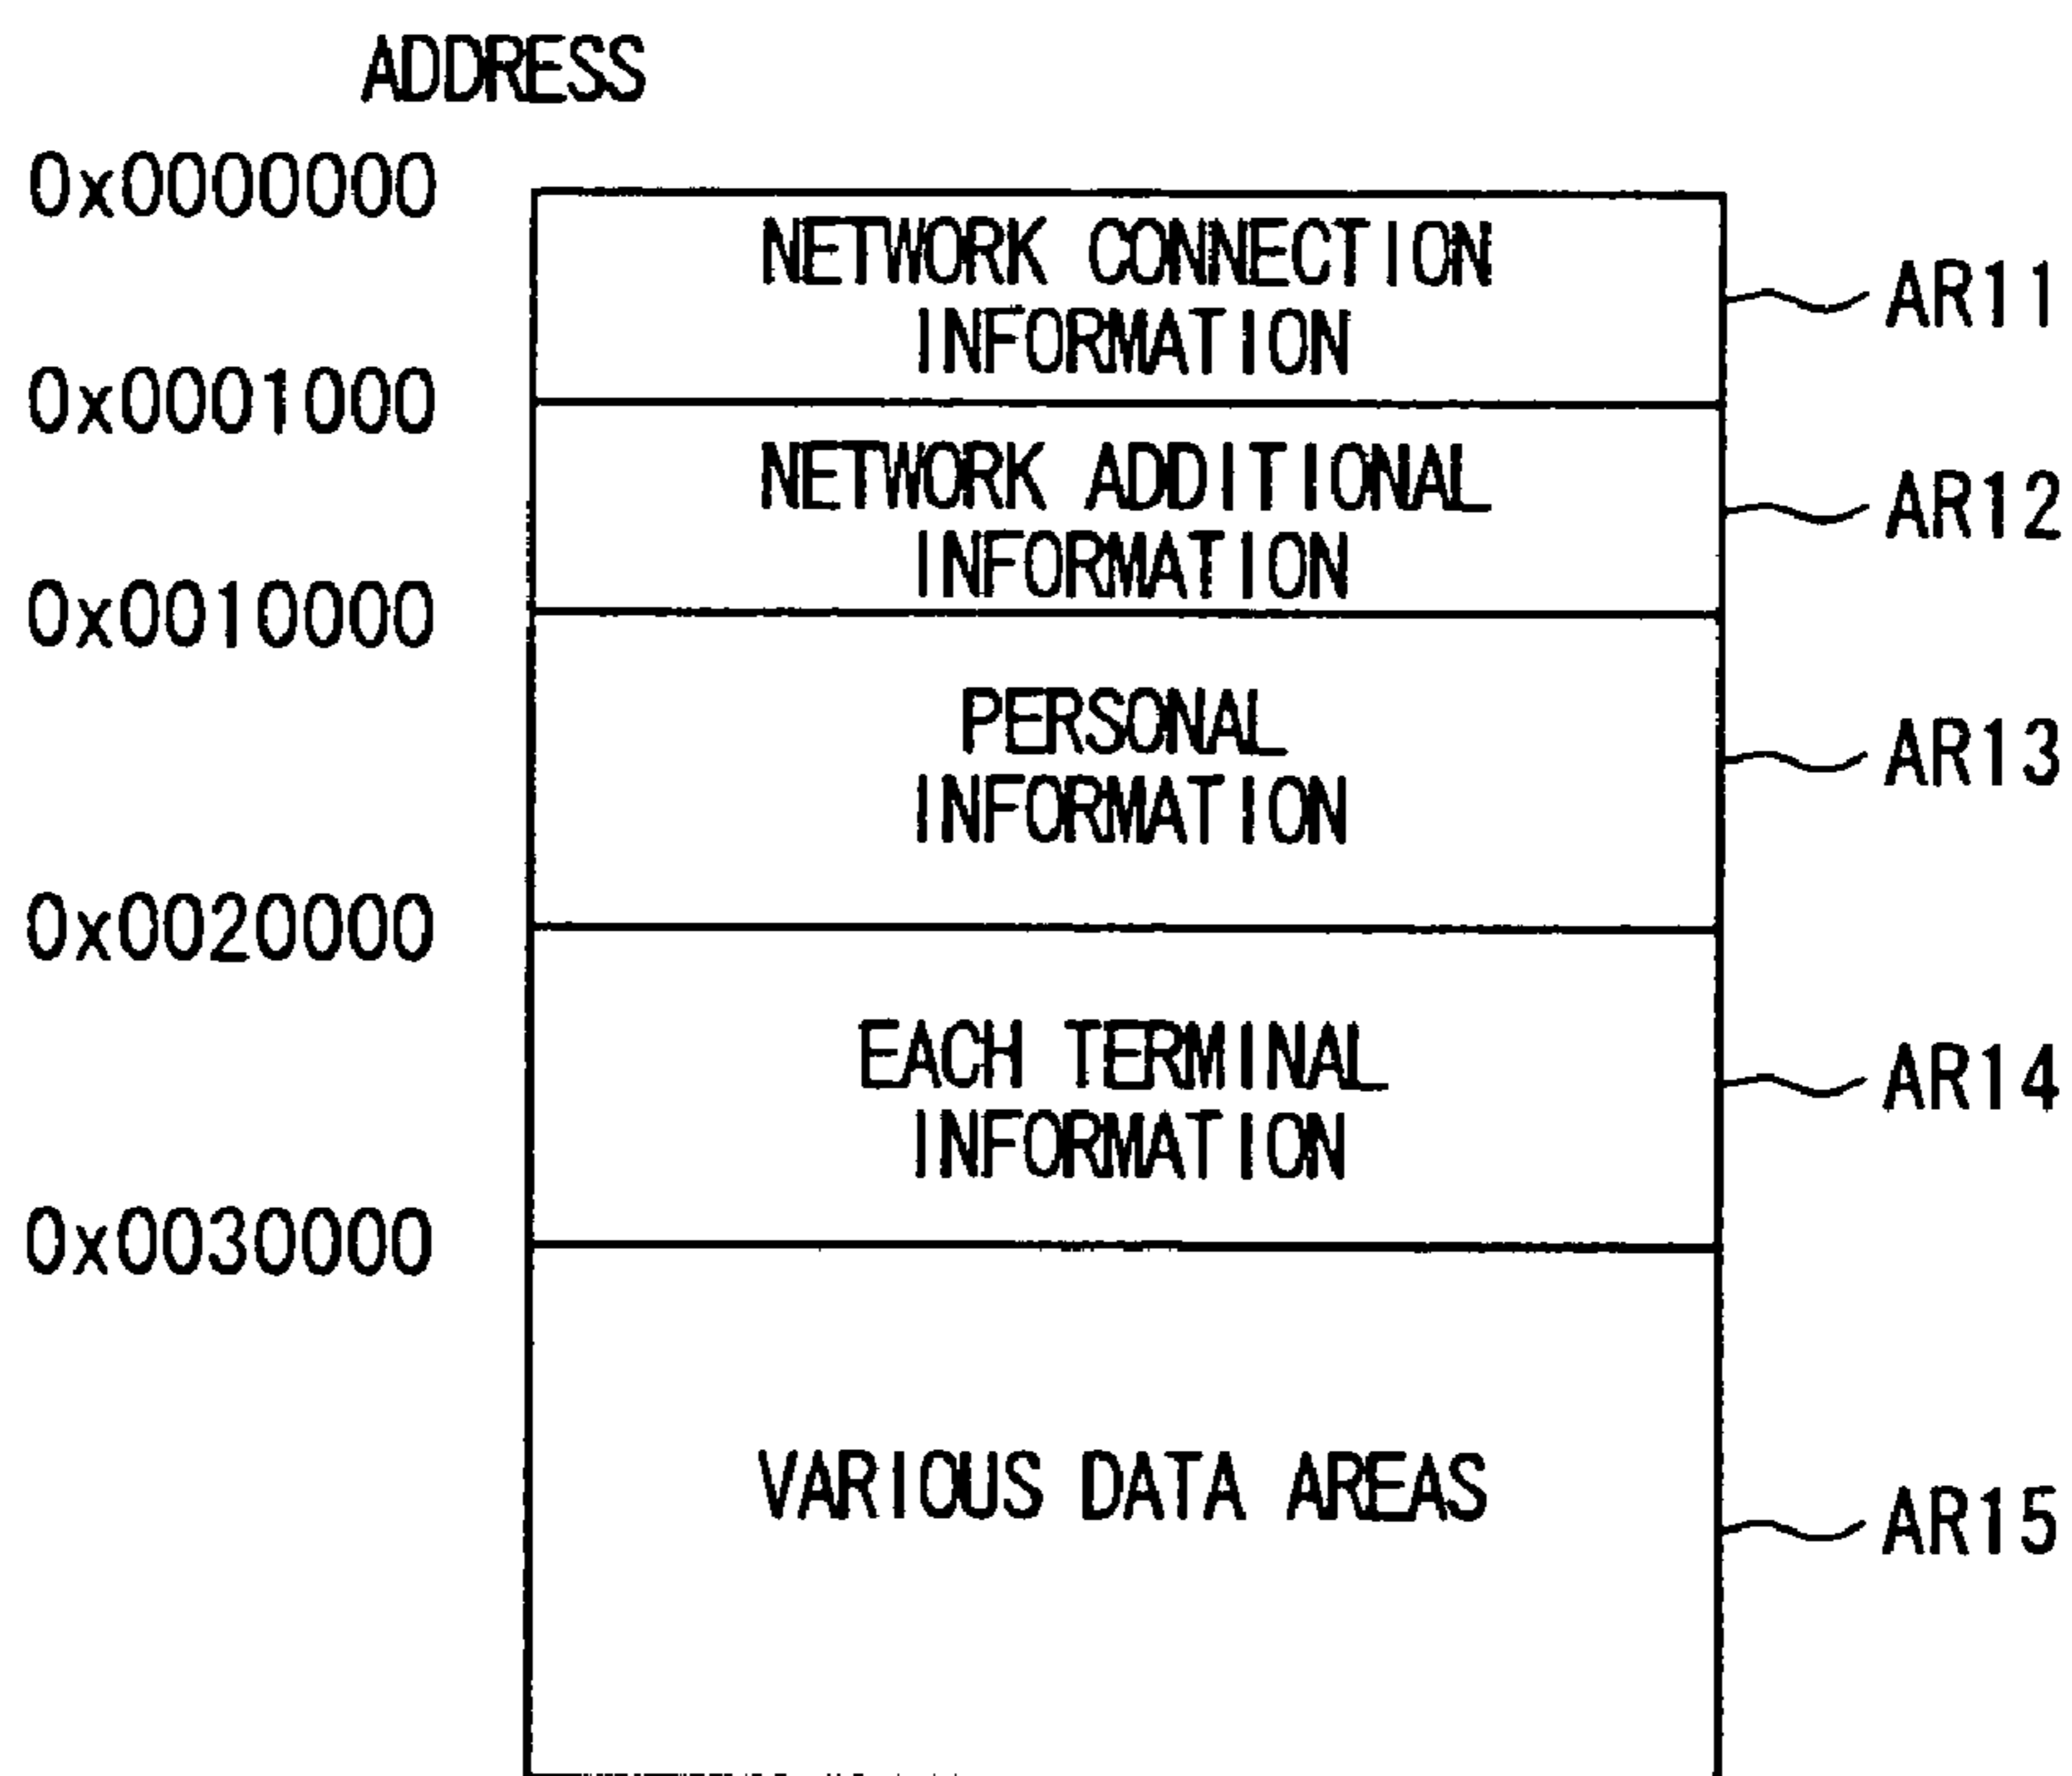 ADDRESS
0x0000000
NETWORK CONNECTION
INFORMATION
AR11
0x0001000
NETWORK ADDITIONAL
INFORMATION
AR12
0x0010000
PERSONAL
INFORMATION
AR13
0x0020000
EACH TERMINAL
INFORMATION
AR14
0x0030000
VARIOUS DATA AREAS
AR15